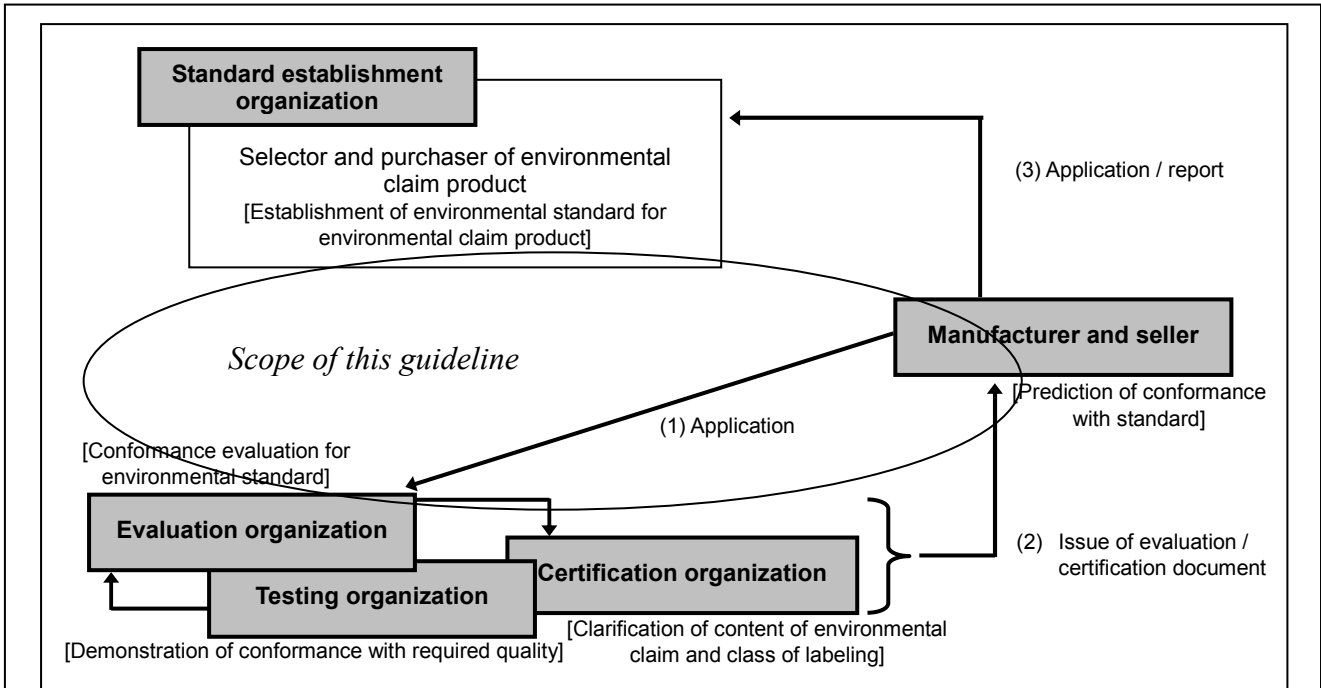 Standard establishment
organization
Selector and purchaser of environmental
claim product
[Establishment of environmental standard for
environmental claim product]
(3) Application / report
Manufacturer and seller
[Prediction of conformance
with standard]
Scope of this guideline
(1) Application
[Conformance evaluation for
environmental standard]
Evaluation organization
Certification organization
Testing organization
(2) Issue of evaluation /
certification document
[Clarification of content of environmental
claim and class of labeling]
[Demonstration of conformance with required quality]